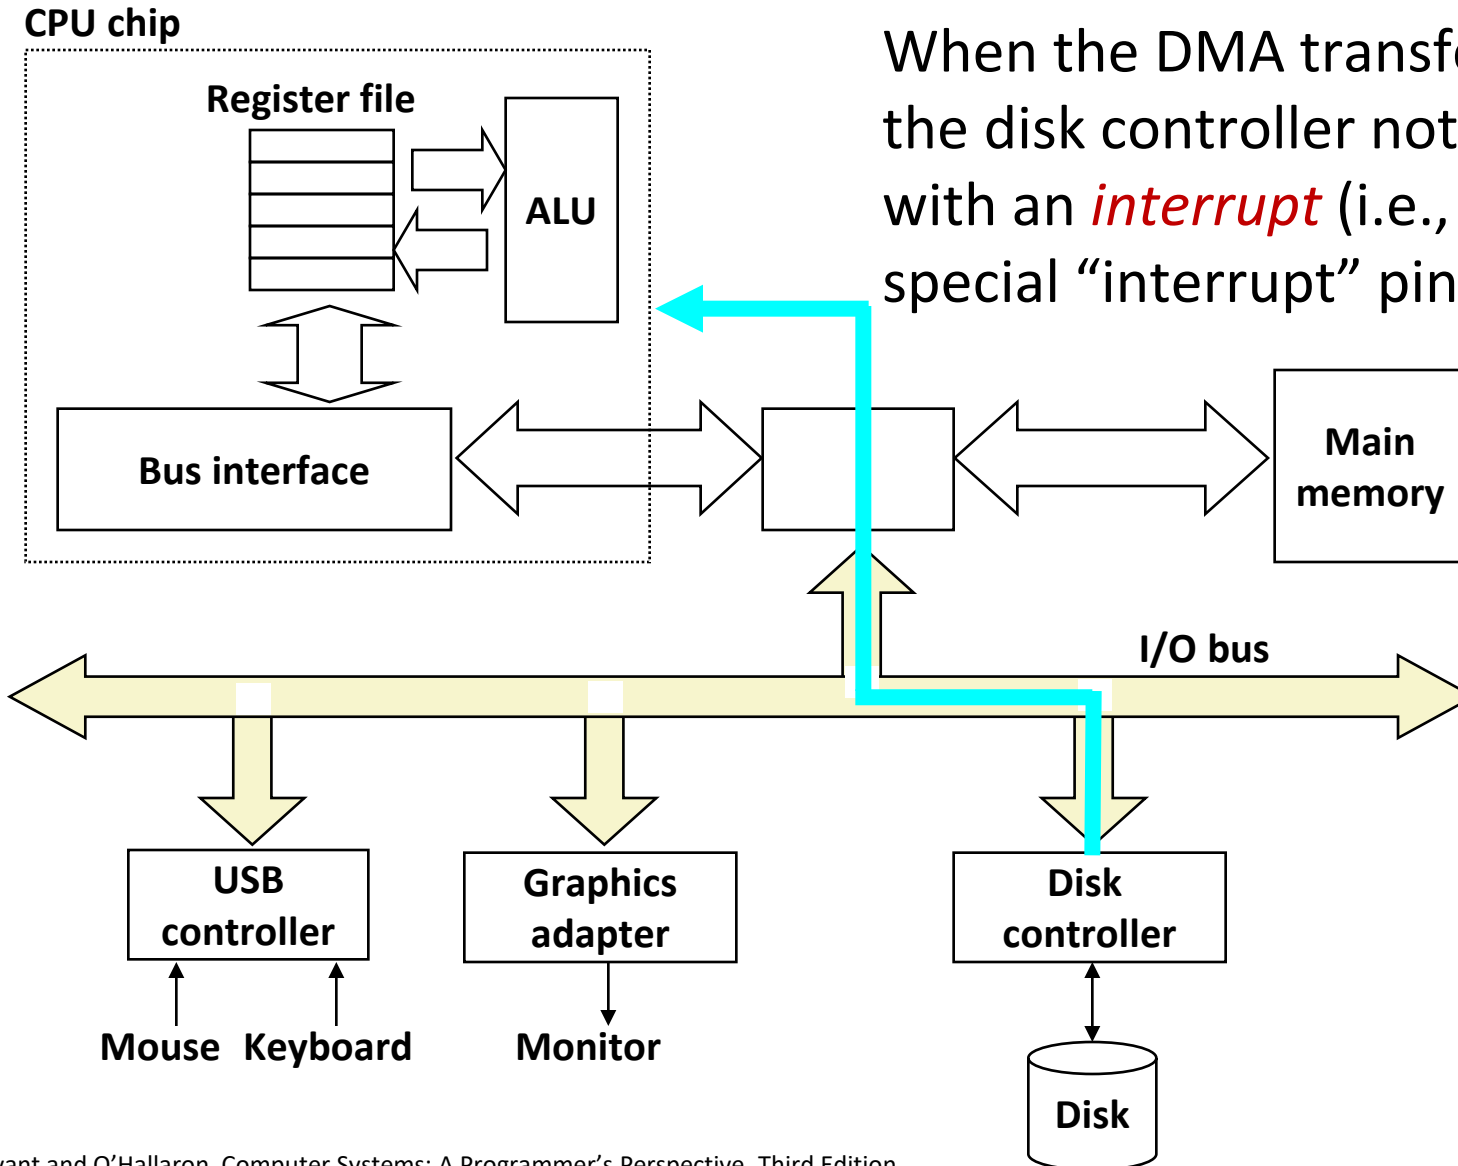 CPU chip
When the DMA transf
the disk controller not
with an interrupt (i.e.,
special “interrupt” pin
Register file
ALU
Bus interface
Main
memory
I/O bus
USB
controller
Graphics
adapter
Disk
controller
Mouse Keyboard
Monitor
Disk
and O’Hallaron, Computer Systems: A Programmer’s Perspective, Third Edition